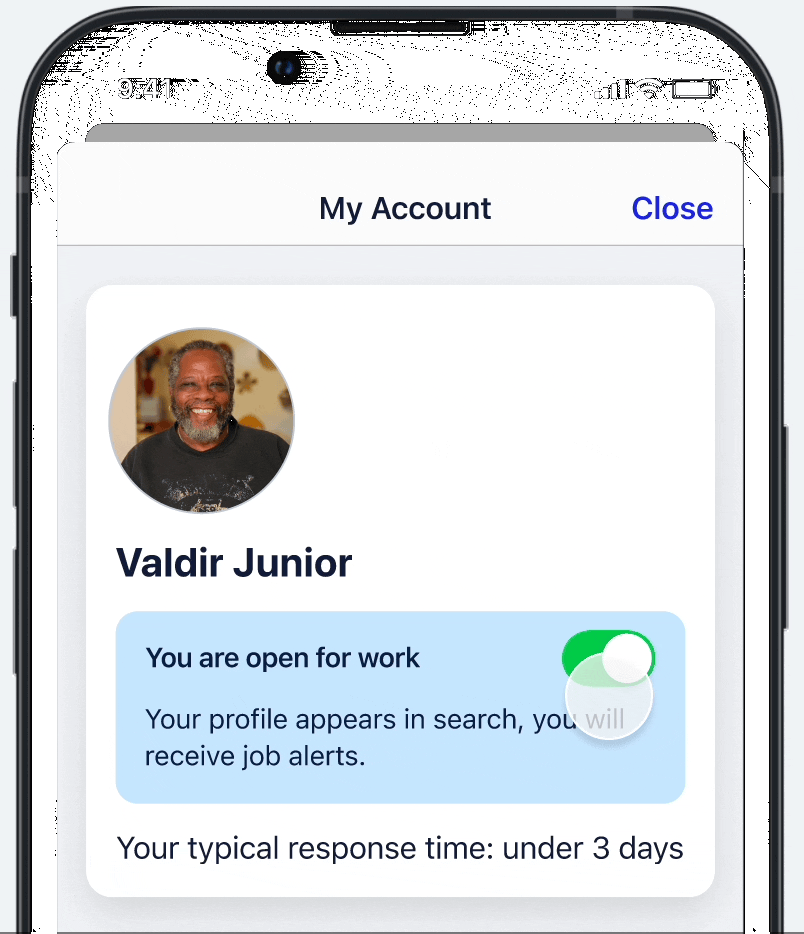 9:41
My Account
Close
Valdir Junior
You are open for work
Your profile appears in search, you will
receive job alerts.
Your typical response time: under 3 days